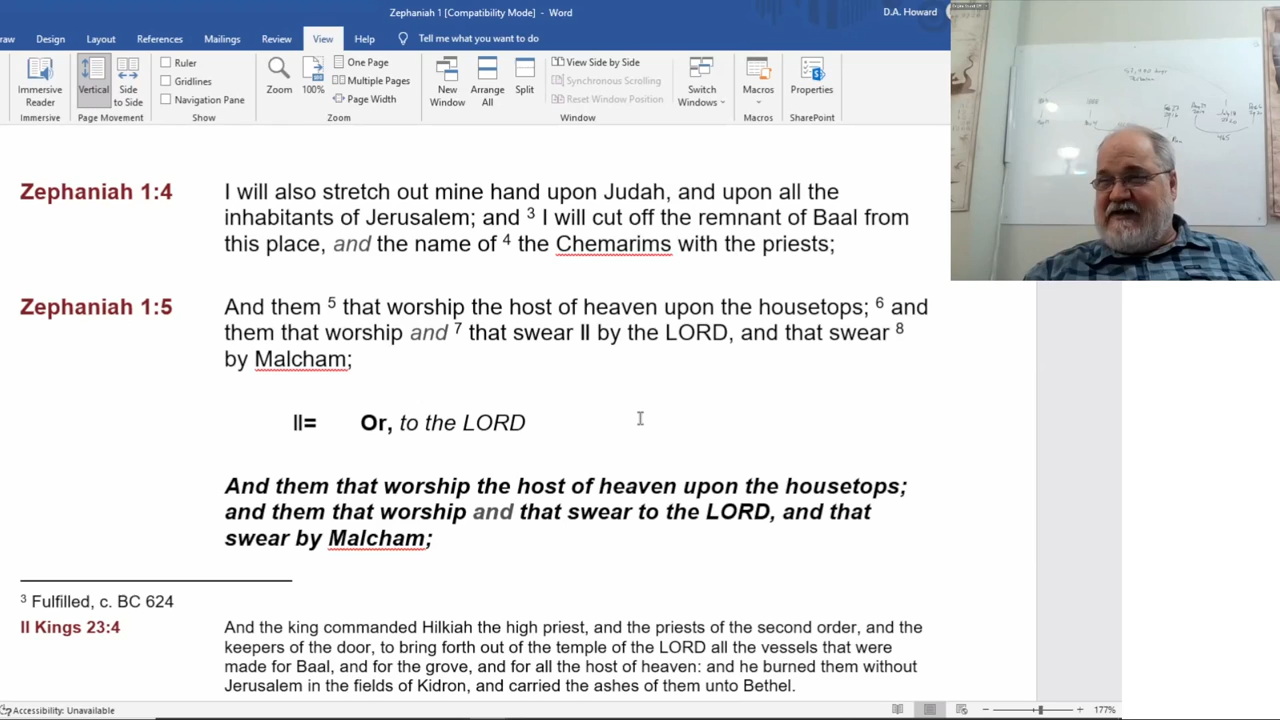 Zephaniah 1 [Compatibility Mode] - Word
D.A. Howard
raw Design Layout References Mailings Review View Help Tell me what you want to do
Immersive Reader
Immersive
Vertical
Side to Side
Page Movement
Ruler
Gridlines
Navigation Pane
Show
Zoom
100%
One Page
Multiple Pages
Page Width
Zoom
New Window
Arrange All
Split
View Side by Side
Synchronous Scrolling
Reset Window Position
Window
Switch Windows
Macros
Macros
Properties
SharePoint
Zephaniah 1:4 I will also stretch out mine hand upon Judah, and upon all the
inhabitants of Jerusalem; and 3 I will cut off the remnant of Baal from
this place, and the name of 4 the Chemarims with the priests;
Zephaniah 1:5 And them 5 that worship the host of heaven upon the housetops; 6 and
them that worship and 7 that swear ǁ by the LORD, and that swear 8
by Malcham;
ǁ= Or, to the LORD
And them that worship the host of heaven upon the housetops;
and them that worship and that swear to the LORD, and that
swear by Malcham;
3 Fulfilled, c. BC 624
II Kings 23:4 And the king commanded Hilkiah the high priest, and the priests of the second order, and the
keepers of the door, to bring forth out of the temple of the LORD all the vessels that were
made for Baal, and for the grove, and for all the host of heaven: and he burned them without
Jerusalem in the fields of Kidron, and carried the ashes of them unto Bethel.
Accessibility: Unavailable
177%